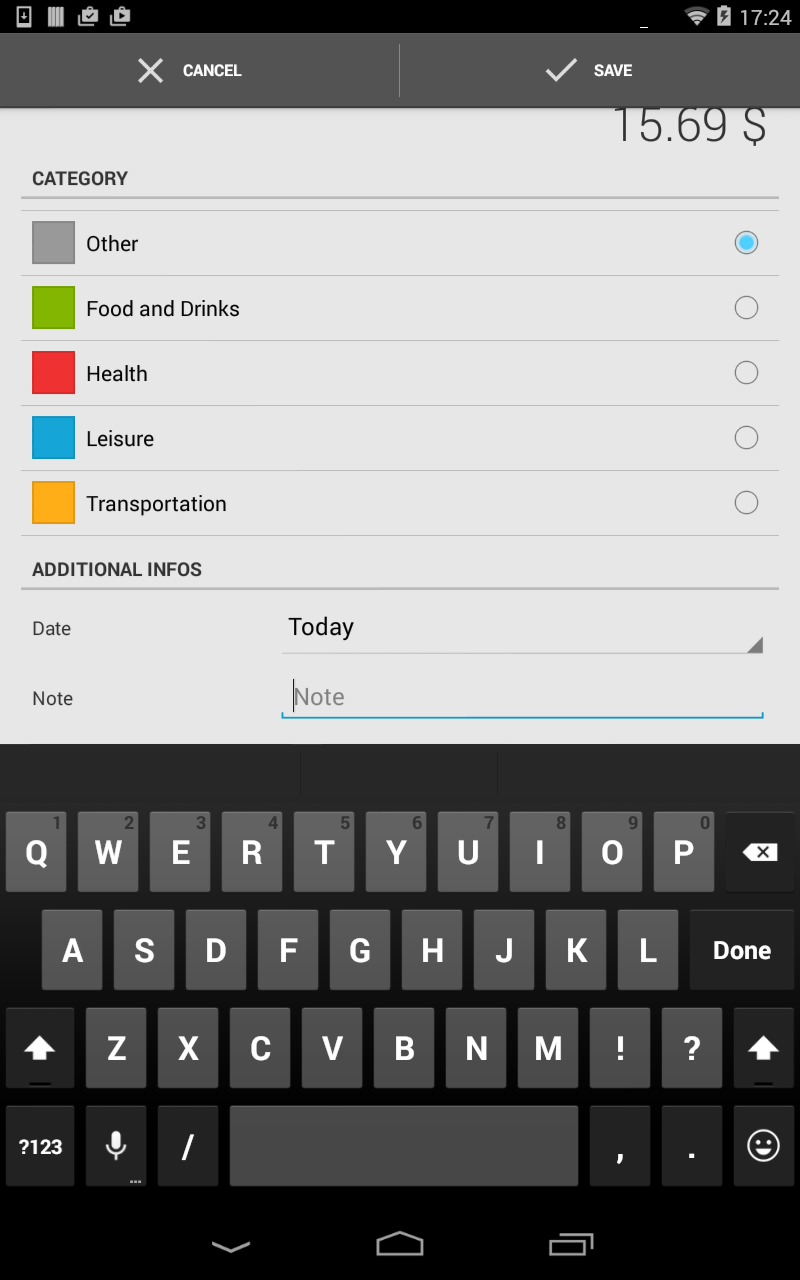 17:24
CANCEL SAVE
15.69 $
CATEGORY
Other
Food and Drinks
Health
Leisure
Transportation
ADDITIONAL INFOS
Date Today
Note Note
1 2 3 4 5 6 7 8 9 0
Q W E R T Y U I O P
A S D F G H J K L Done
Z X C V B N M ! ?
?123 ... / , .